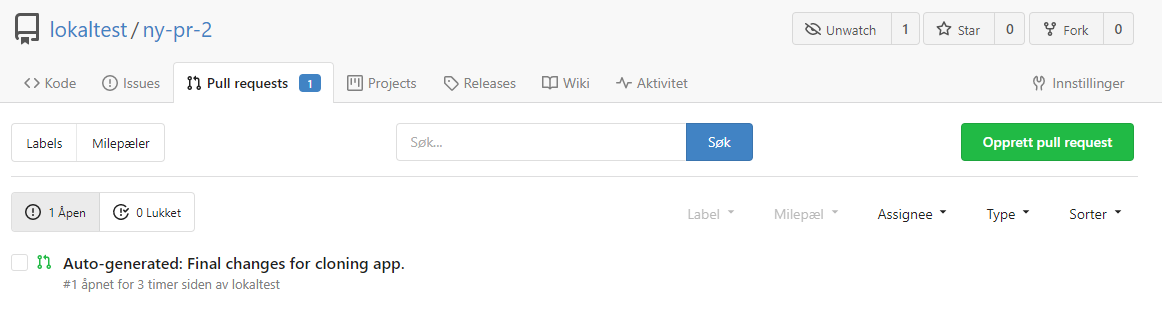 lokaltest / ny-pr-2
Unwatch 1 Star 0 Fork 0
Kode Issues Pull requests 1 Projects Releases Wiki Aktivitet Innstillinger
Labels Milepæler Søk... Søk Opprett pull request
1 Åpen 0 Lukket Label Milepæl Assignee Type Sorter
Auto-generated: Final changes for cloning app.
#1 åpnet for 3 timer siden av lokaltest